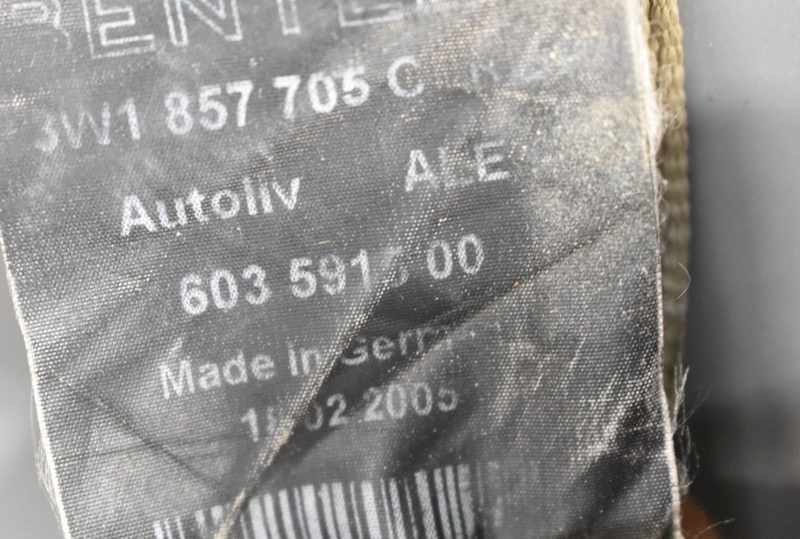 3W1 857 705 C
Autoliv ALE
603 591 00
Made in
02 2005